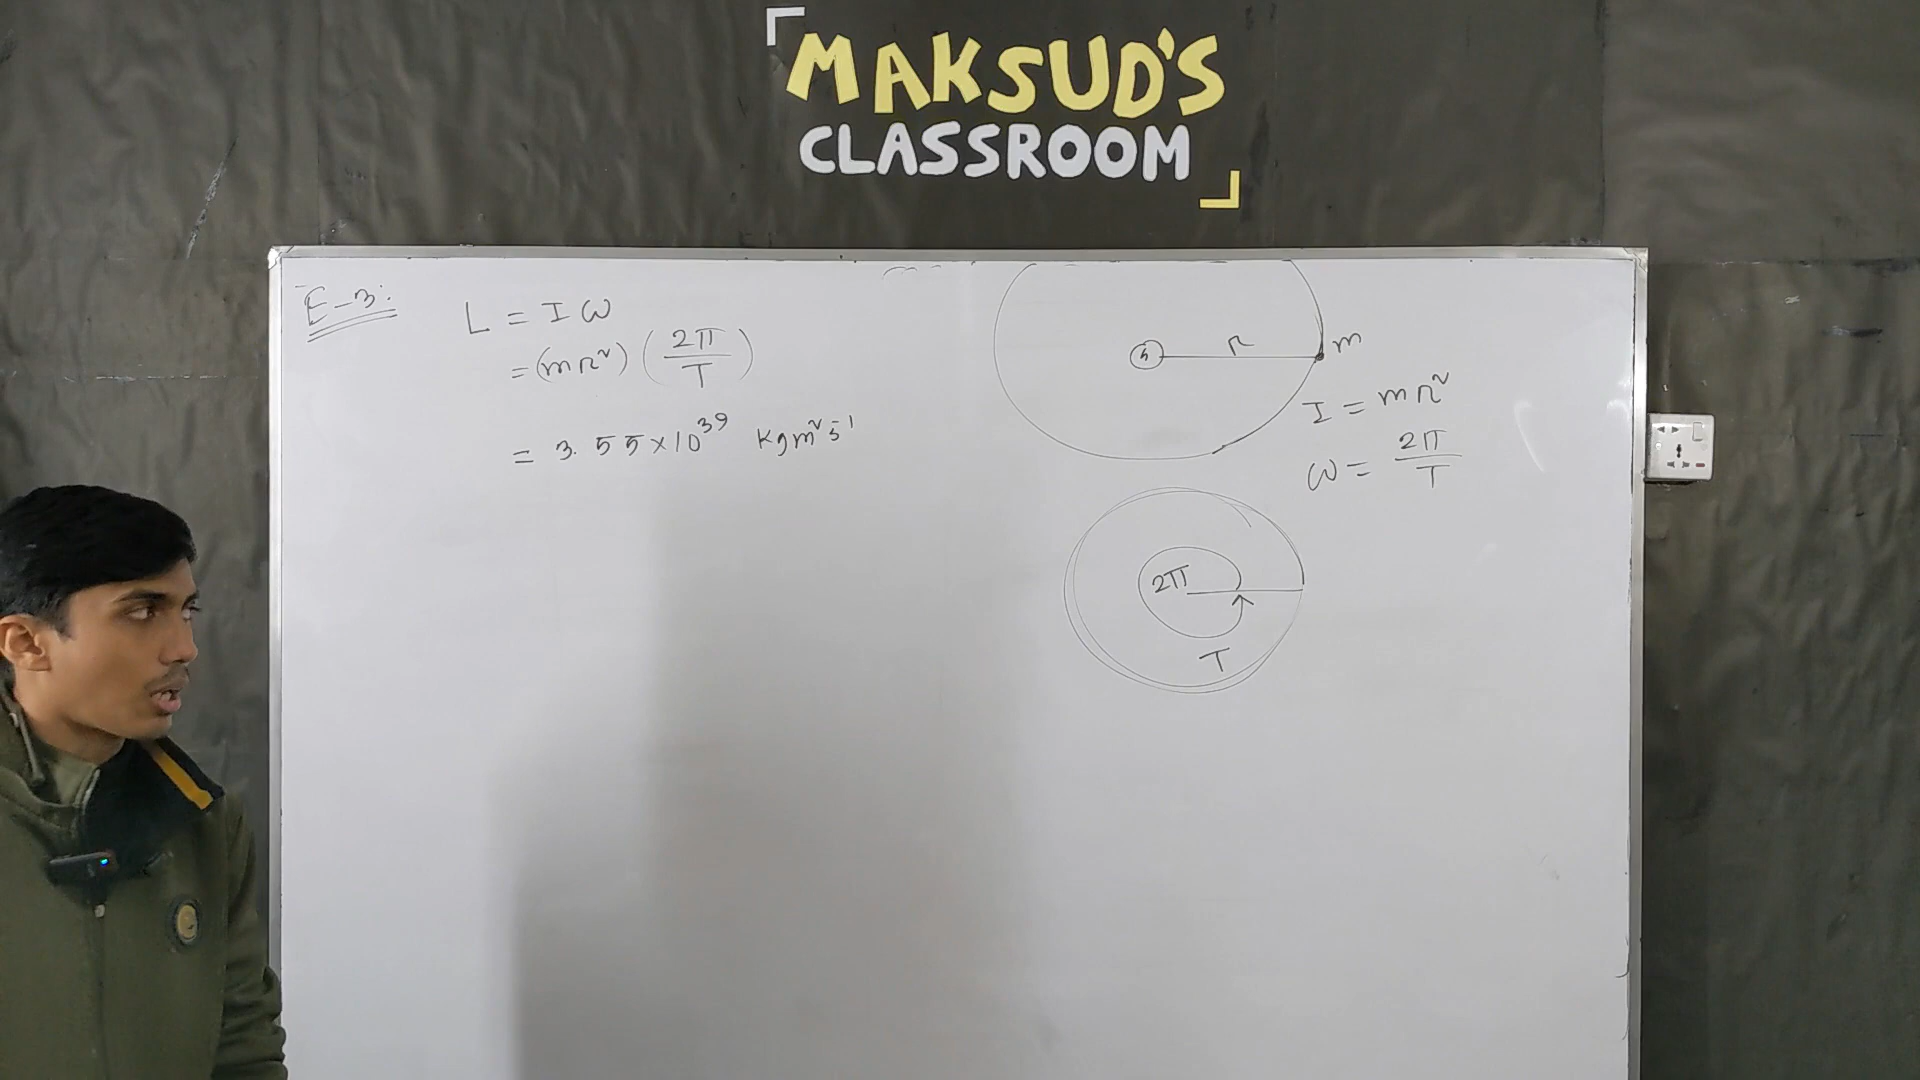 MAKSUD'S
CLASSROOM
E-3:
L = Iω
= (mr²) (2π/T)
= 3.55×10³⁹ kgm²s⁻¹
r
m
I = mr²
ω = 2π/T
2π
T